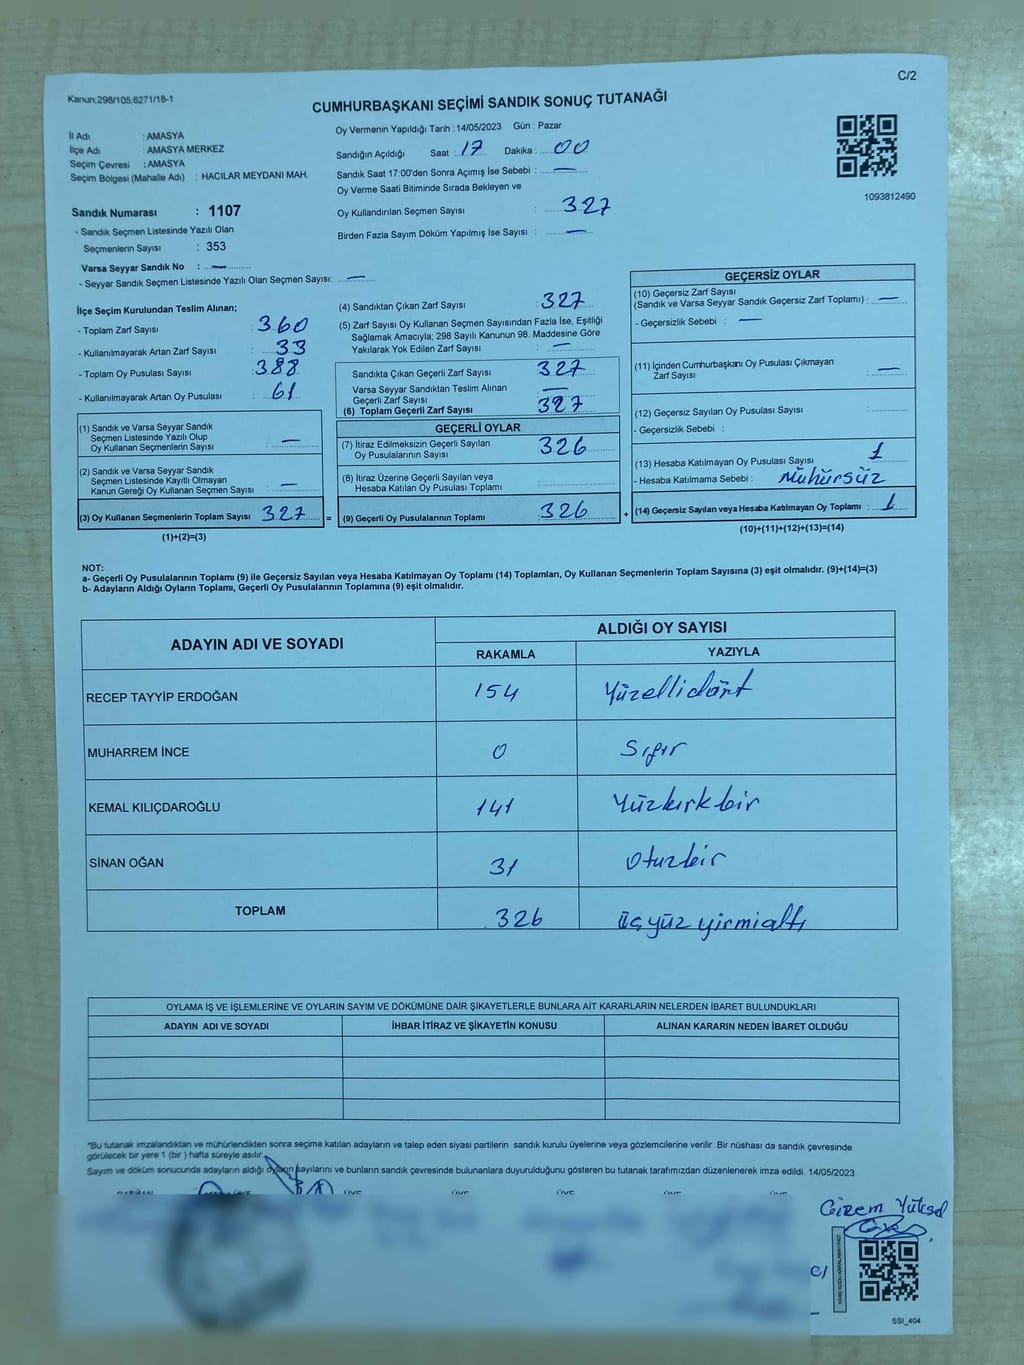 C/2
Kanun;298/105,6271/18-1
CUMHURBAŞKANI SEÇİMİ SANDIK SONUÇ TUTANAĞI
İl Adı : AMASYA
İlçe Adı : AMASYA MERKEZ
Seçim Çevresi : AMASYA
Seçim Bölgesi (Mahalle Adı) : HACILAR MEYDANI MAH.
Oy Vermenin Yapıldığı Tarih : 14/05/2023 Gün : Pazar
Sandığın Açıldığı Saat : 17 Dakika : 00
Sandık Saat 17:00'den Sonra Açımış İse Sebebi : —
Oy Verme Saati Bitiminde Sırada Bekleyen ve
Oy Kullandırılan Seçmen Sayısı : 327
Birden Fazla Sayım Döküm Yapılmış İse Sayısı : —
1093812490
Sandık Numarası : 1107
- Sandık Seçmen Listesinde Yazılı Olan
Seçmenlerin Sayısı : 353
Varsa Seyyar Sandık No : —
- Seyyar Sandık Seçmen Listesinde Yazılı Olan Seçmen Sayısı: —
İlçe Seçim Kurulundan Teslim Alınan;
- Toplam Zarf Sayısı : 360
- Kullanılmayarak Artan Zarf Sayısı : 33
- Toplam Oy Pusulası Sayısı : 388
- Kullanılmayarak Artan Oy Pusulası : 61
(1) Sandık ve Varsa Seyyar Sandık
Seçmen Listesinde Yazılı Olup
Oy Kullanan Seçmenlerin Sayısı : —
(2) Sandık ve Varsa Seyyar Sandık
Seçmen Listesinde Kayıtlı Olmayan
Kanun Gereği Oy Kullanan Seçmen Sayısı : —
(3) Oy Kullanan Seçmenlerin Toplam Sayısı 327 =
(1)+(2)=(3)
(4) Sandıktan Çıkan Zarf Sayısı : 327
(5) Zarf Sayısı Oy Kullanan Seçmen Sayısından Fazla İse, Eşitliği
Sağlamak Amacıyla; 298 Sayılı Kanunun 98. Maddesine Göre
Yakılarak Yok Edilen Zarf Sayısı : —
Sandıkta Çıkan Geçerli Zarf Sayısı : 327
Varsa Seyyar Sandıktan Teslim Alınan
Geçerli Zarf Sayısı : —
(6) Toplam Geçerli Zarf Sayısı : 327
GEÇERLİ OYLAR
(7) İtiraz Edilmeksizin Geçerli Sayılan
Oy Pusulalarının Sayısı : 326
(8) İtiraz Üzerine Geçerli Sayılan veya
Hesaba Katılan Oy Pusulası Toplamı :
(9) Geçerli Oy Pusulalarının Toplamı : 326 +
GEÇERSİZ OYLAR
(10) Geçersiz Zarf Sayısı
(Sandık ve Varsa Seyyar Sandık Geçersiz Zarf Toplamı) : —
- Geçersizlik Sebebi : —
(11) İçinden Cumhurbaşkanı Oy Pusulası Çıkmayan
Zarf Sayısı : —
(12) Geçersiz Sayılan Oy Pusulası Sayısı :
- Geçersizlik Sebebi :
(13) Hesaba Katılmayan Oy Pusulası Sayısı : 1
- Hesaba Katılmama Sebebi : Mühürsüz
(14) Geçersiz Sayılan veya Hesaba Katılmayan Oy Toplamı : 1
(10)+(11)+(12)+(13)=(14)
NOT:
a- Geçerli Oy Pusulalarının Toplamı (9) ile Geçersiz Sayılan veya Hesaba Katılmayan Oy Toplamı (14) Toplamları, Oy Kullanan Seçmenlerin Toplam Sayısına (3) eşit olmalıdır. (9)+(14)=(3)
b- Adayların Aldığı Oyların Toplamı, Geçerli Oy Pusulalarının Toplamına (9) eşit olmalıdır.
ADAYIN ADI VE SOYADI ALDIĞI OY SAYISI
RAKAMLA YAZIYLA
RECEP TAYYİP ERDOĞAN 154 Yüzellidört
MUHARREM İNCE 0 Sıfır
KEMAL KILIÇDAROĞLU 141 Yüzkırkbir
SİNAN OĞAN 31 Otuzbir
TOPLAM 326 üçyüz yirmialtı
OYLAMA İŞ VE İŞLEMLERİNE VE OYLARIN SAYIM VE DÖKÜMÜNE DAİR ŞİKAYETLERLE BUNLARA AİT KARARLARIN NELERDEN İBARET BULUNDUKLARI
ADAYIN ADI VE SOYADI İHBAR İTİRAZ VE ŞİKAYETİN KONUSU ALINAN KARARIN NEDEN İBARET OLDUĞU
*Bu tutanak imzalandıktan ve mühürlendikten sonra seçime katılan adayların ve talep eden siyasi partilerin sandık kurulu üyelerine veya gözlemcilerine verilir .Bir nüshası da sandık çevresinde
görülecek bir yere 1 (bir ) hafta süreyle asılır.
Sayım ve döküm sonucunda adayların aldığı oyların sayılarını ve bunların sandık çevresinde bulunanlara duyurulduğunu gösteren bu tutanak tarafımızdan düzenlenerek imza edildi. 14/05/2023
Gizem Yüksel
SSI_404